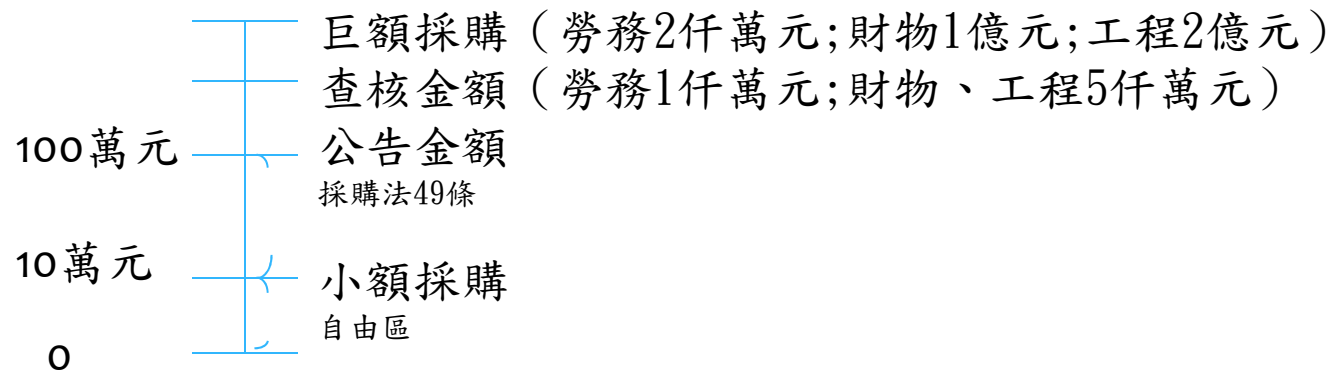 巨額採購（勞務2仟萬元;財物1億元;工程2億元）
查核金額（勞務1仟萬元;財物、工程5仟萬元）
100萬元 公告金額
採購法49條
10萬元 小額採購
自由區
0